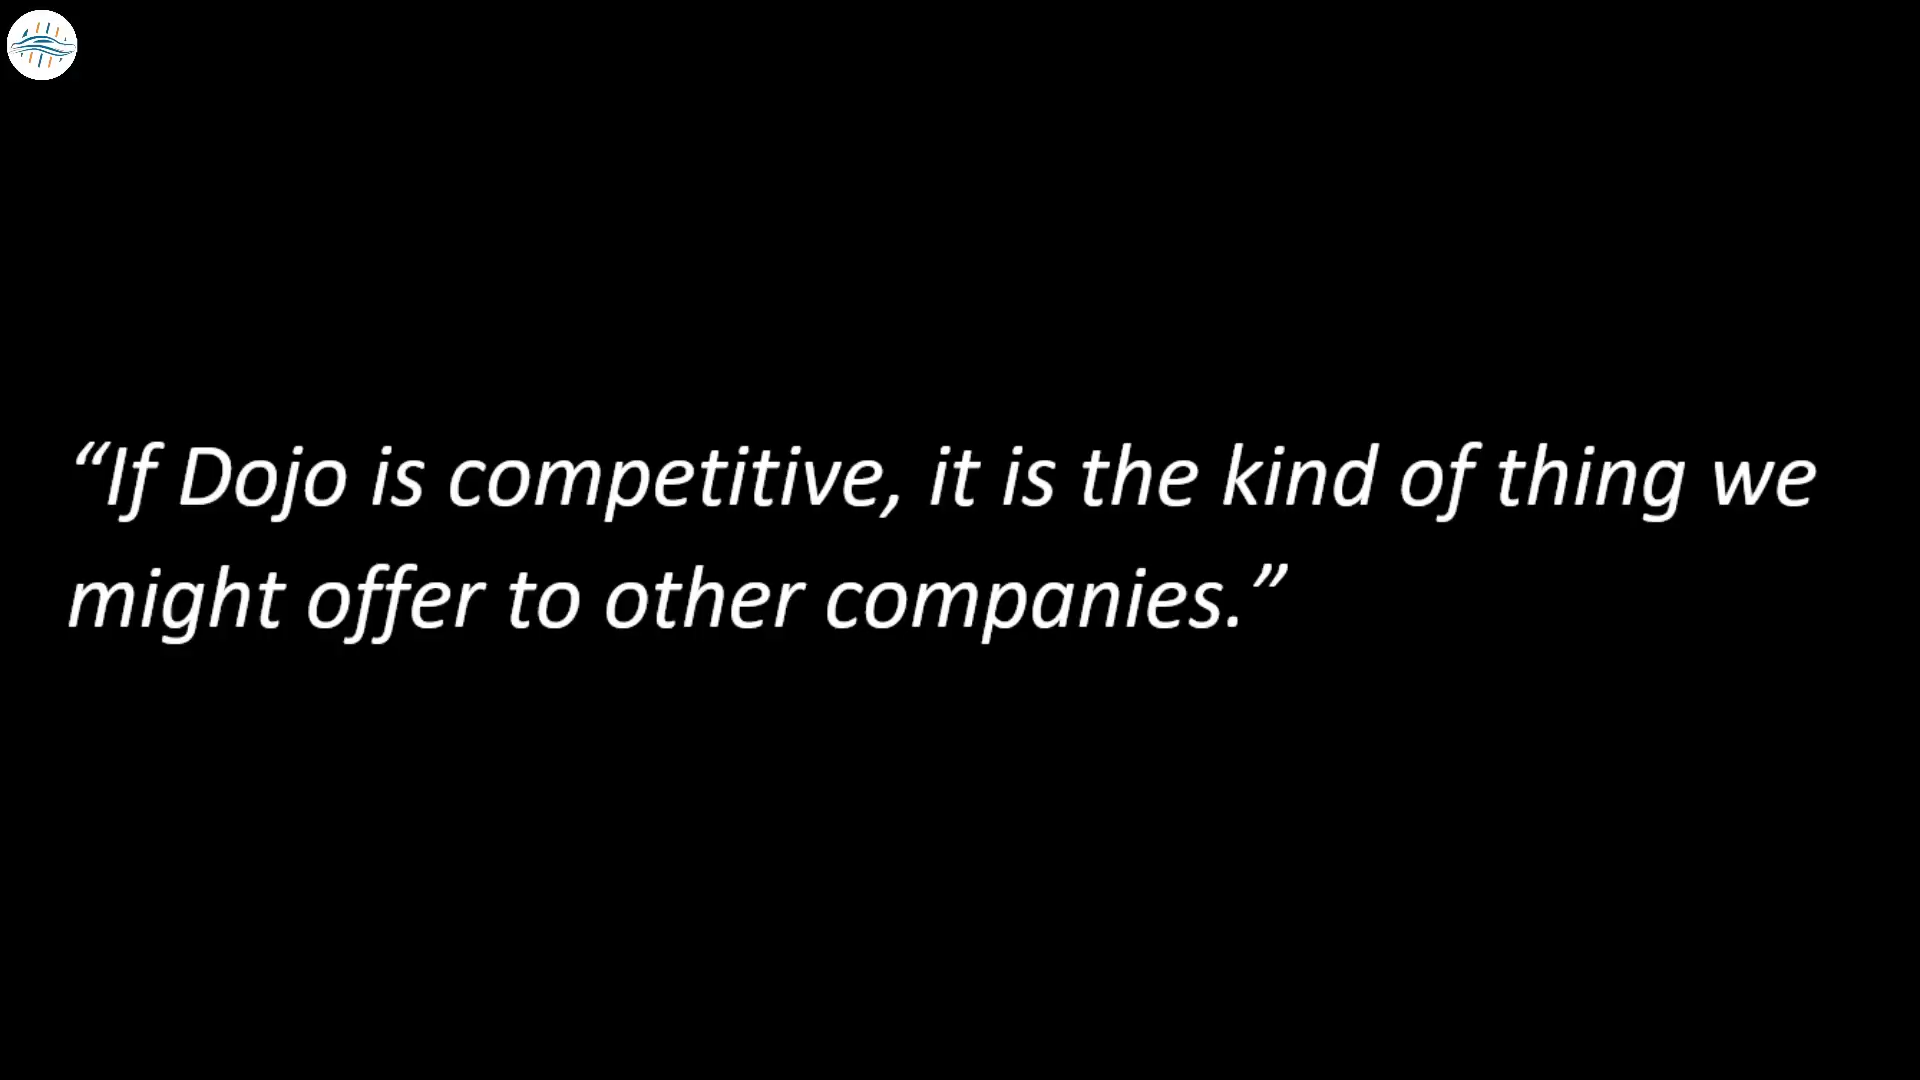 “If Dojo is competitive, it is the kind of thing we
might offer to other companies.”